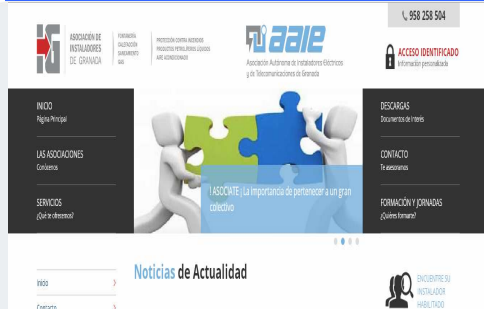 958 258 504
ASOCIACIÓN DE
INSTALADORES
DE GRANADA
FONTANERÍA
CALEFACCIÓN
SANEAMIENTO
GAS
PROTECCIÓN CONTRA INCENDIOS
PRODUCTOS PETROLÍFEROS LÍQUIDOS
AIRE ACONDICIONADO
aaie
Asociación Autónoma de Instaladores Eléctricos
y de Telecomunicaciones de Granada
ACCESO IDENTIFICADO
Información personalizada
INICIO
Página Principal
LAS ASOCIACIONES
Conócenos
SERVICIOS
¿Qué te ofrecemos?
¡ ASOCIATE ¡ La importancia de pertenecer a un gran
colectivo
DESCARGAS
Documentos de Interés
CONTACTO
Te asesoramos
FORMACIÓN Y JORNADAS
¿Quiéres formarte?
Inicio
Contacto
Noticias de Actualidad
ENCUENTRE SU
INSTALADOR
HABILITADO